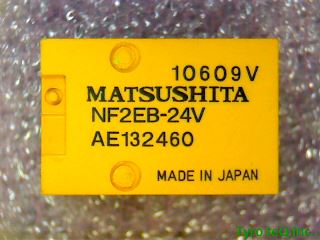 10609V
MATSUSHITA
NF2EB-24V
AE132460
MADE IN JAPAN